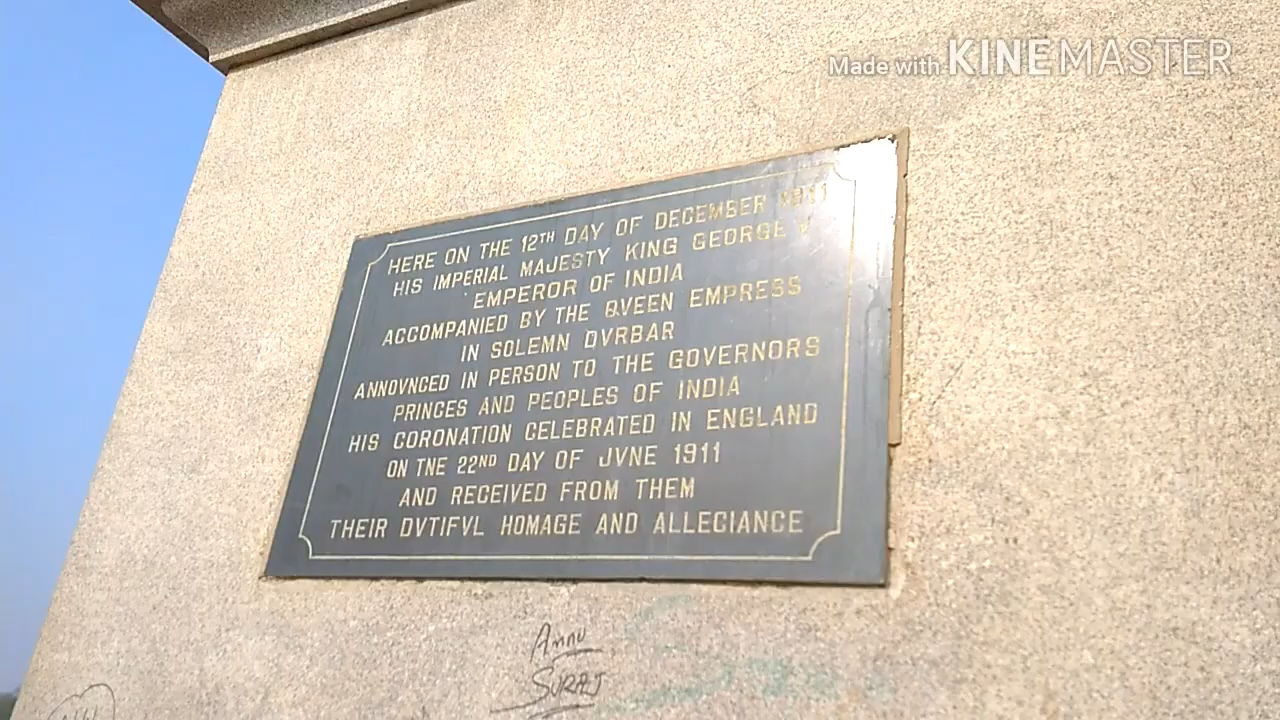 Made with KINEMASTER
HERE ON THE 12TH DAY OF DECEMBER 1911
HIS IMPERIAL MAJESTY KING GEORGE V
EMPEROR OF INDIA
ACCOMPANIED BY THE QVEEN EMPRESS
IN SOLEMN DVRBAR
ANNOVNCED IN PERSON TO THE GOVERNORS
PRINCES AND PEOPLES OF INDIA
HIS CORONATION CELEBRATED IN ENGLAND
ON TNE 22ND DAY OF JVNE 1911
AND RECEIVED FROM THEM
THEIR DVTIFVL HOMAGE AND ALLECIANCE
Annu
SURAJ